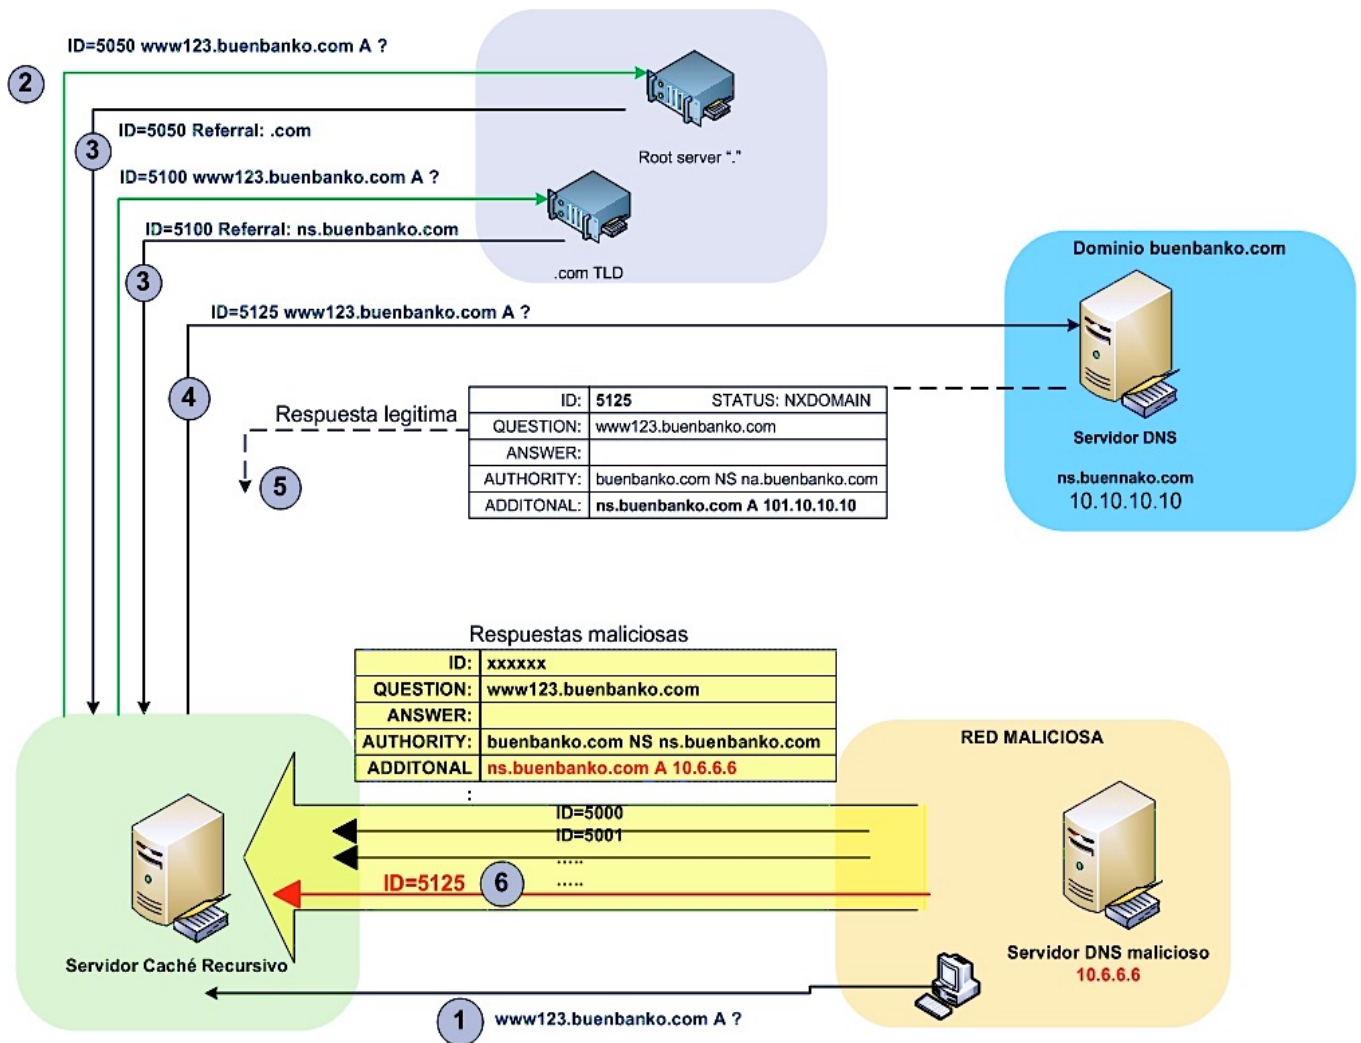 ID=5050 www123.buenbanko.com A ?
2
ID=5050 Referral: .com
3
Root server "."
ID=5100 www123.buenbanko.com A ?
ID=5100 Referral: ns.buenbanko.com
3
.com TLD
Dominio buenbanko.com
ID=5125 www123.buenbanko.com A ?
4
Respuesta legitima
ID: 5125 STATUS: NXDOMAIN
QUESTION: www123.buenbanko.com
ANSWER:
AUTHORITY: buenbanko.com NS na.buenbanko.com
ADDITONAL: ns.buenbanko.com A 101.10.10.10
5
Servidor DNS
ns.buennako.com
10.10.10.10
Respuestas maliciosas
ID: xxxxxx
QUESTION: www123.buenbanko.com
ANSWER:
AUTHORITY: buenbanko.com NS ns.buenbanko.com
ADDITONAL ns.buenbanko.com A 10.6.6.6
:
RED MALICIOSA
ID=5000
ID=5001
.....
.....
ID=5125
6
Servidor Caché Recursivo
Servidor DNS malicioso
10.6.6.6
1
www123.buenbanko.com A ?